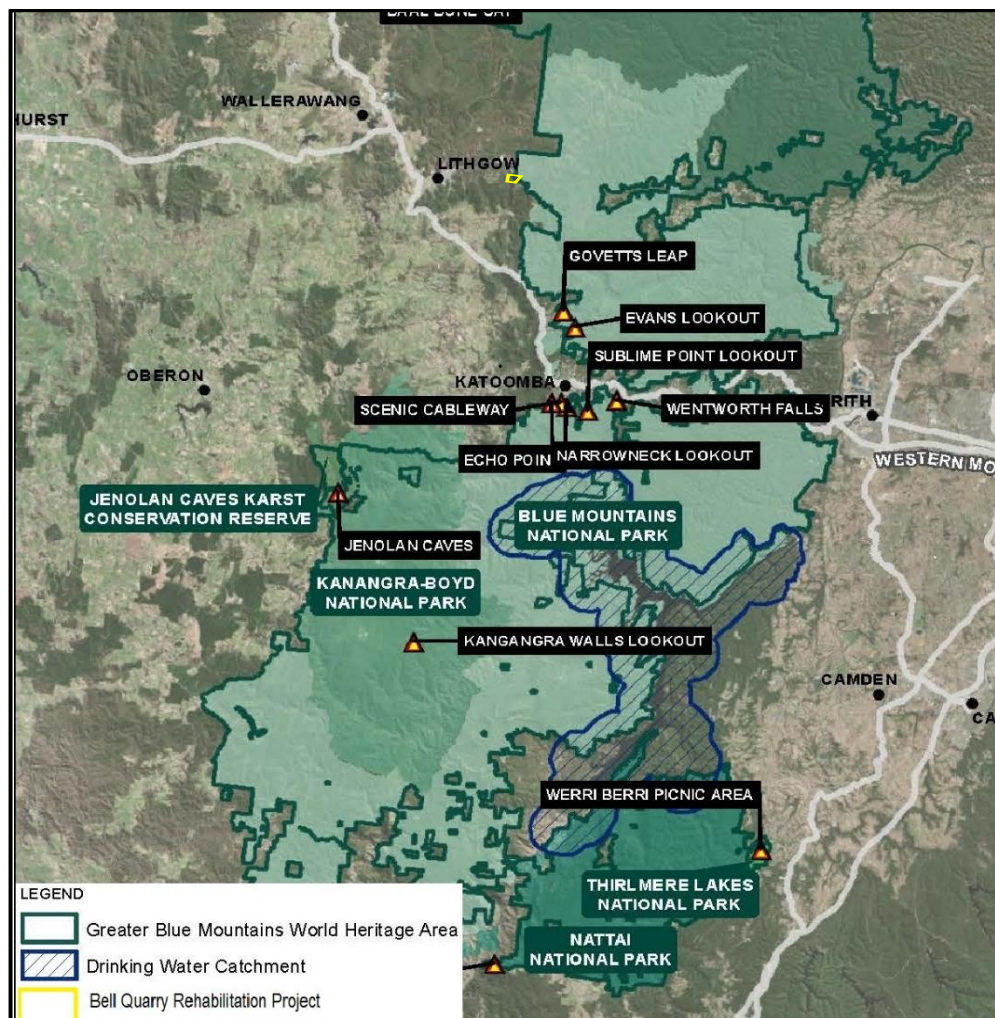 BAAL BONE GAP
WALLERAWANG
HURST
LITHGOW
GOVETTS LEAP
EVANS LOOKOUT
SUBLIME POINT LOOKOUT
OBERON
KATOOMBA
SCENIC CABLEWAY
WENTWORTH FALLS
RITH
ECHO POIN
NARROWNECK LOOKOUT
WESTERN MO
JENOLAN CAVES KARST
CONSERVATION RESERVE
BLUE MOUNTAINS
NATIONAL PARK
JENOLAN CAVES
KANANGRA-BOYD
NATIONAL PARK
KANGANGRA WALLS LOOKOUT
CAMDEN
CA
WERRI BERRI PICNIC AREA
THIRLMERE LAKES
NATIONAL PARK
NATTAI
NATIONAL PARK
LEGEND
Greater Blue Mountains World Heritage Area
Drinking Water Catchment
Bell Quarry Rehabilitation Project